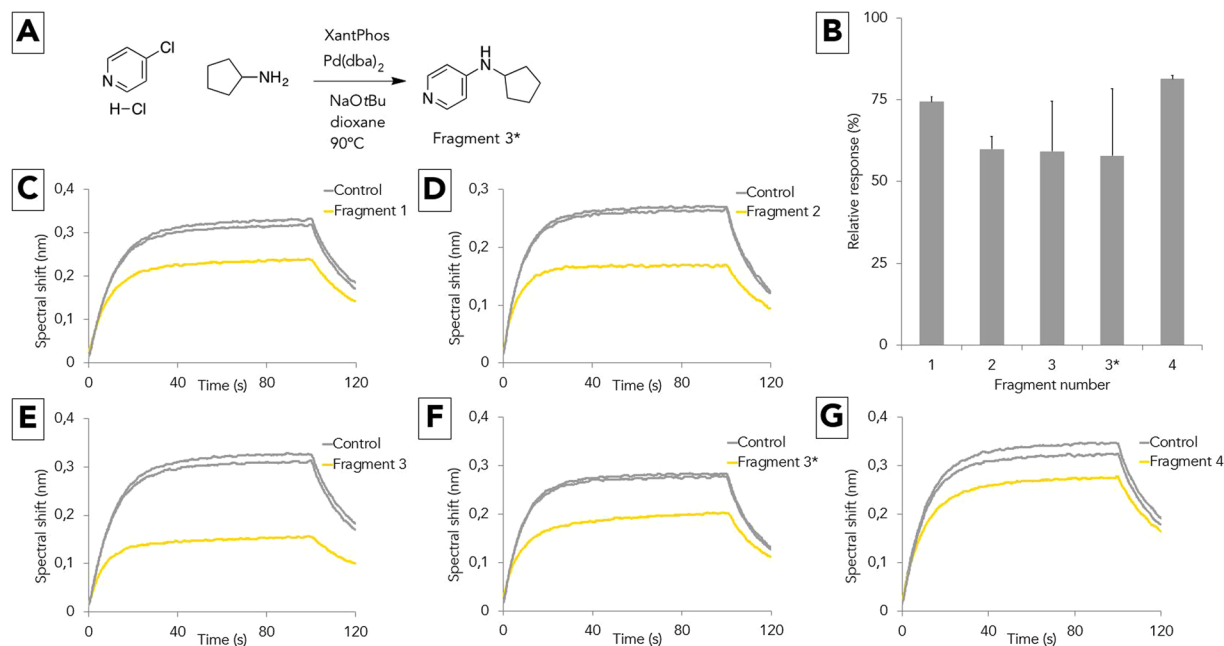 A
N
H–Cl
Cl
NH2
XantPhos
Pd(dba)2
NaOtBu
dioxane
90°C
H
N
N
Fragment 3*
B
Relative response (%)
100
75
50
25
0
1 2 3 3* 4
Fragment number
C
Spectral shift (nm)
0,4
0,3
0,2
0,1
0
0 40 80 120
Time (s)
Control
Fragment 1
D
Spectral shift (nm)
0,3
0,2
0,1
0
0 40 80 120
Time (s)
Control
Fragment 2
E
Spectral shift (nm)
0,4
0,3
0,2
0,1
0
0 40 80 120
Time (s)
Control
Fragment 3
F
Spectral shift (nm)
0,4
0,3
0,2
0,1
0
0 40 80 120
Time (s)
Control
Fragment 3*
G
Spectral shift (nm)
0,4
0,3
0,2
0,1
0
0 40 80 120
Time (s)
Control
Fragment 4